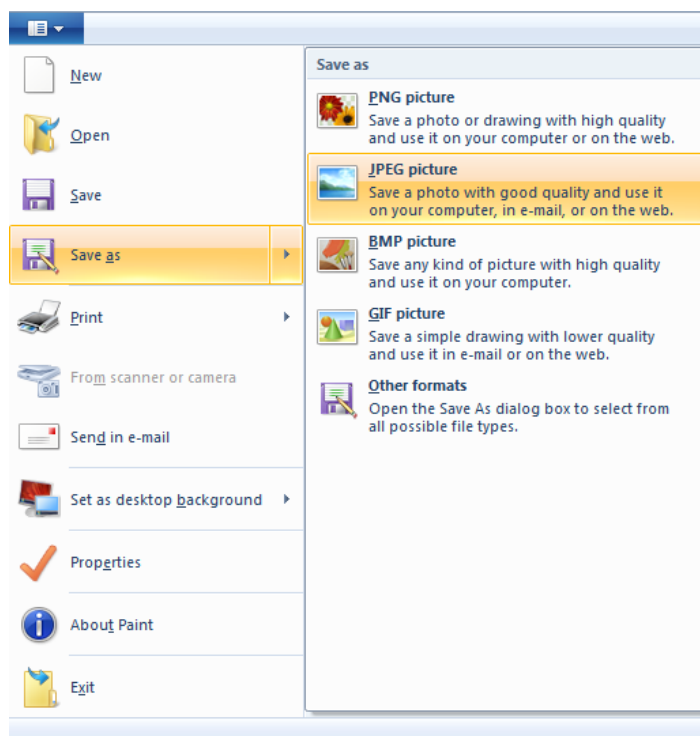 New
Open
Save
Save as
Print
From scanner or camera
Send in e-mail
Set as desktop background
Properties
About Paint
Exit
Save as
PNG picture
Save a photo or drawing with high quality
and use it on your computer or on the web.
JPEG picture
Save a photo with good quality and use it
on your computer, in e-mail, or on the web.
BMP picture
Save any kind of picture with high quality
and use it on your computer.
GIF picture
Save a simple drawing with lower quality
and use it in e-mail or on the web.
Other formats
Open the Save As dialog box to select from
all possible file types.